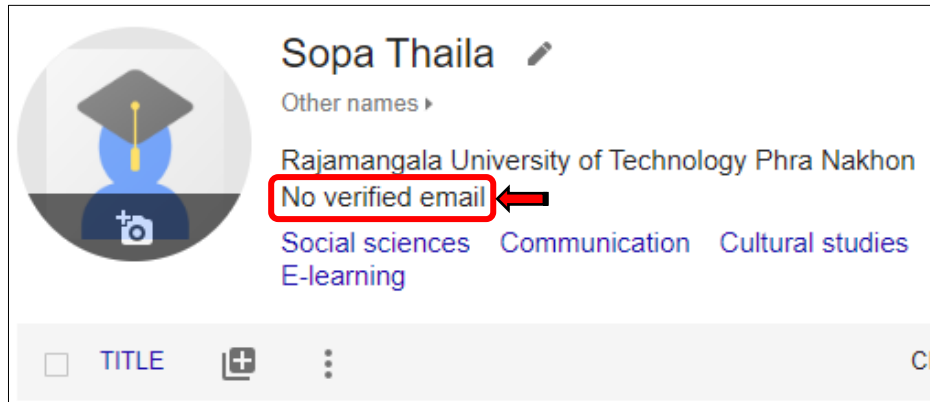 Sopa Thaila
Other names
Rajamangala University of Technology Phra Nakhon
No verified email
Social sciences Communication Cultural studies
E-learning
TITLE